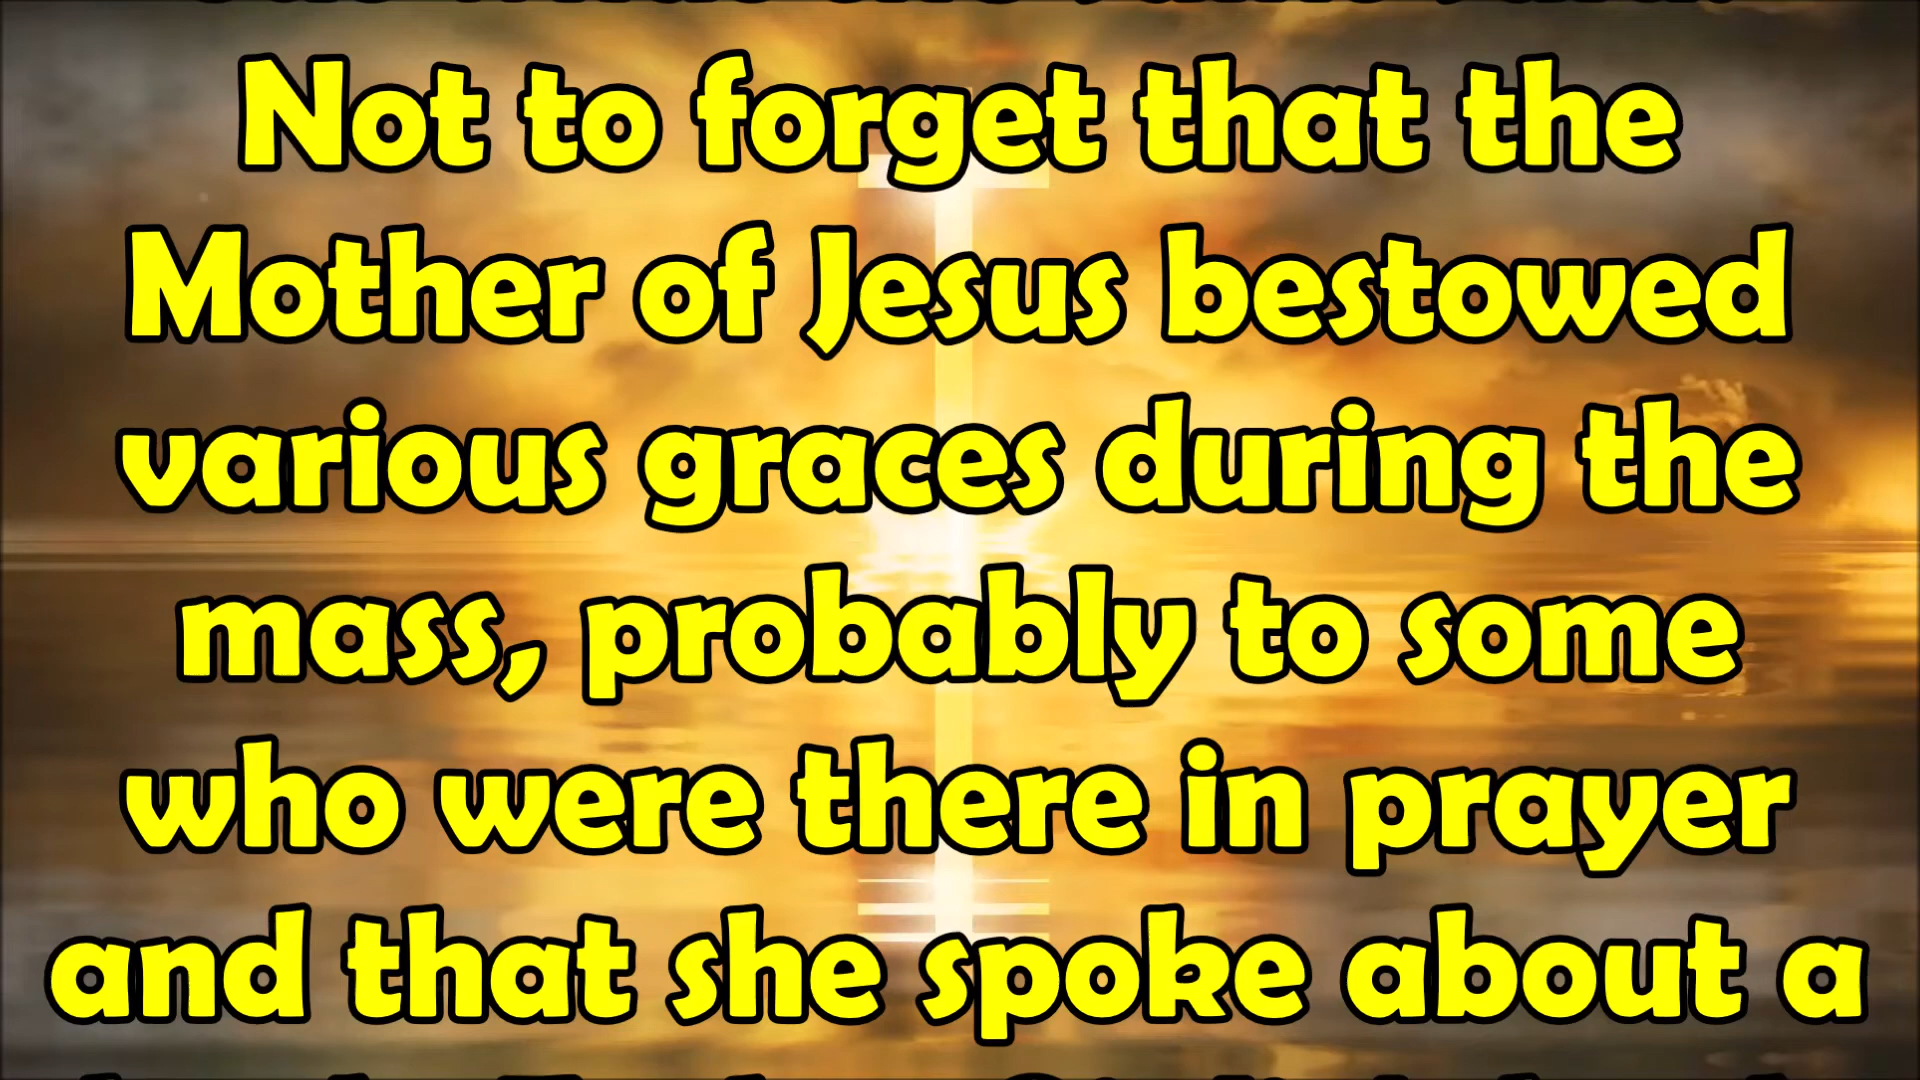 Not to forget that the
Mother of Jesus bestowed
various graces during the
mass, probably to some
who were there in prayer
and that she spoke about a